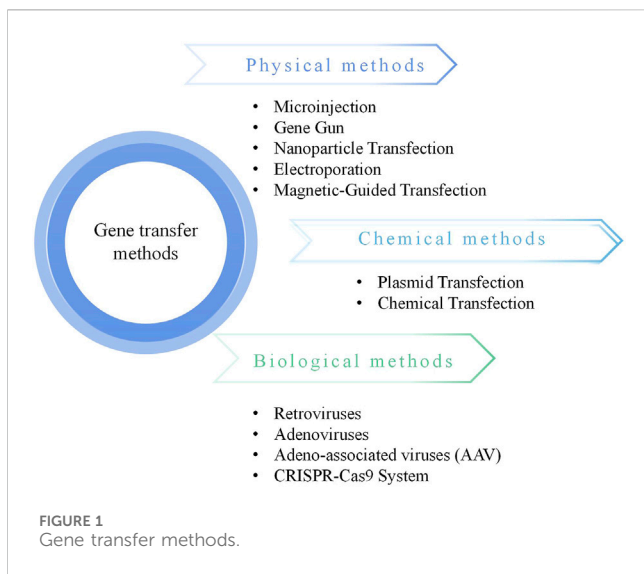 Physical methods
• Microinjection
• Gene Gun
• Nanoparticle Transfection
• Electroporation
• Magnetic-Guided Transfection
Gene transfer
methods
Chemical methods
• Plasmid Transfection
• Chemical Transfection
Biological methods
• Retroviruses
• Adenoviruses
• Adeno-associated viruses (AAV)
• CRISPR-Cas9 System
FIGURE 1
Gene transfer methods.